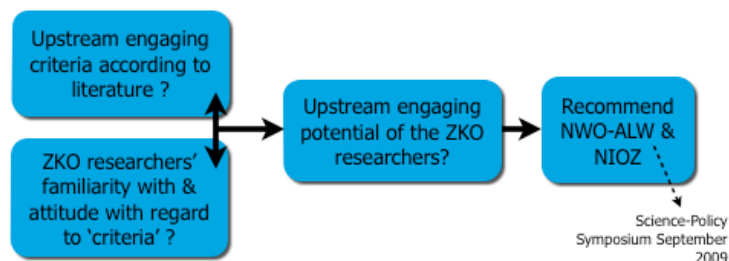 Upstream engaging
criteria according to
literature ?
ZKO researchers'
familiarity with &
attitude with regard
to 'criteria' ?
Upstream engaging
potential of the ZKO
researchers?
Recommend
NWO-ALW &
NIOZ
Science-Policy
Symposium September
2009